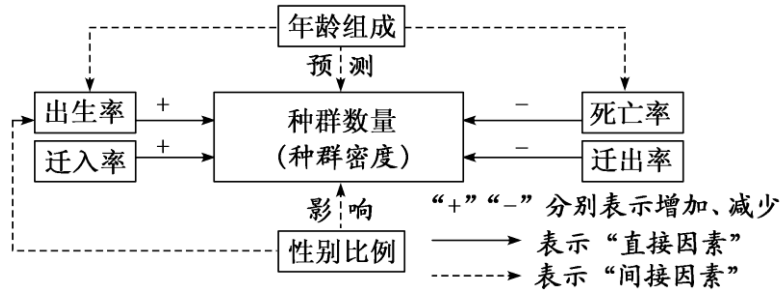 年龄组成
预 测
出生率
+
种群数量
(种群密度)
−
死亡率
迁入率
+
−
迁出率
影 响
“+”“−”分别表示增加、减少
性别比例
表示“直接因素”
表示“间接因素”